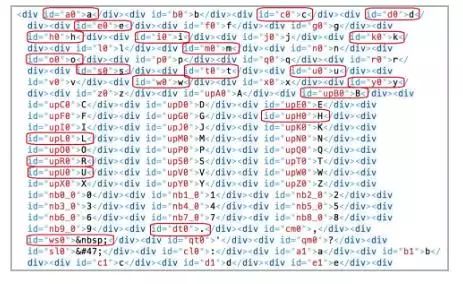 <div id="a0">a</div><div id="b0">b</div><div id="c0">c</div><div id="d0">d<
/div><div id="e0">e</div><div id="f0">f</div><div id="g0">g</div><div
id="h0">h</div><div id="i0">i</div><div id="j0">j</div><div id="k0">k</div><div
id="l0">l</div><div id="m0">m</div><div id="n0">n</div><div
id="o0">o</div><div id="p0">p</div><div id="q0">q</div><div id="r0">r</div><div
id="s0">s</div><div id="t0">t</div><div id="u0">u</div><div
id="v0">v</div><div id="w0">w</div><div id="x0">x</div><div id="y0">y</div><div
id="z0">z</div><div id="upA0">A</div><div id="upB0">B</div><div
id="upC0">C</div><div id="upD0">D</div><div id="upE0">E</div><div
id="upF0">F</div><div id="upG0">G</div><div id="upH0">H</div><div
id="upI0">I</div><div id="upJ0">J</div><div id="upK0">K</div><div
id="upL0">L</div><div id="upM0">M</div><div id="upN0">N</div><div
id="upO0">O</div><div id="upP0">P</div><div id="upQ0">Q</div><div
id="upR0">R</div><div id="upS0">S</div><div id="upT0">T</div><div
id="upU0">U</div><div id="upV0">V</div><div id="upW0">W</div><div
id="upX0">X</div><div id="upY0">Y</div><div id="upZ0">Z</div><div
id="nb0_0">0</div><div id="nb1_0">1</div><div id="nb2_0">2</div><div
id="nb3_0">3</div><div id="nb4_0">4</div><div id="nb5_0">5</div><div
id="nb6_0">6</div><div id="nb7_0">7</div><div id="nb8_0">8</div><div
id="nb9_0">9</div><div id="dt0">.</div><div id="cm0">,</div><div
id="ws0">&nbsp;</div><div id="qt0">'</div><div id="qm0">?</div><div
id="sl0">&#47;</div><div id="cl0">:</div><div id="a1">a</div><div id="b1">b</
div><div id="c1">c</div><div id="d1">d</div><div id="e1">e</div><div